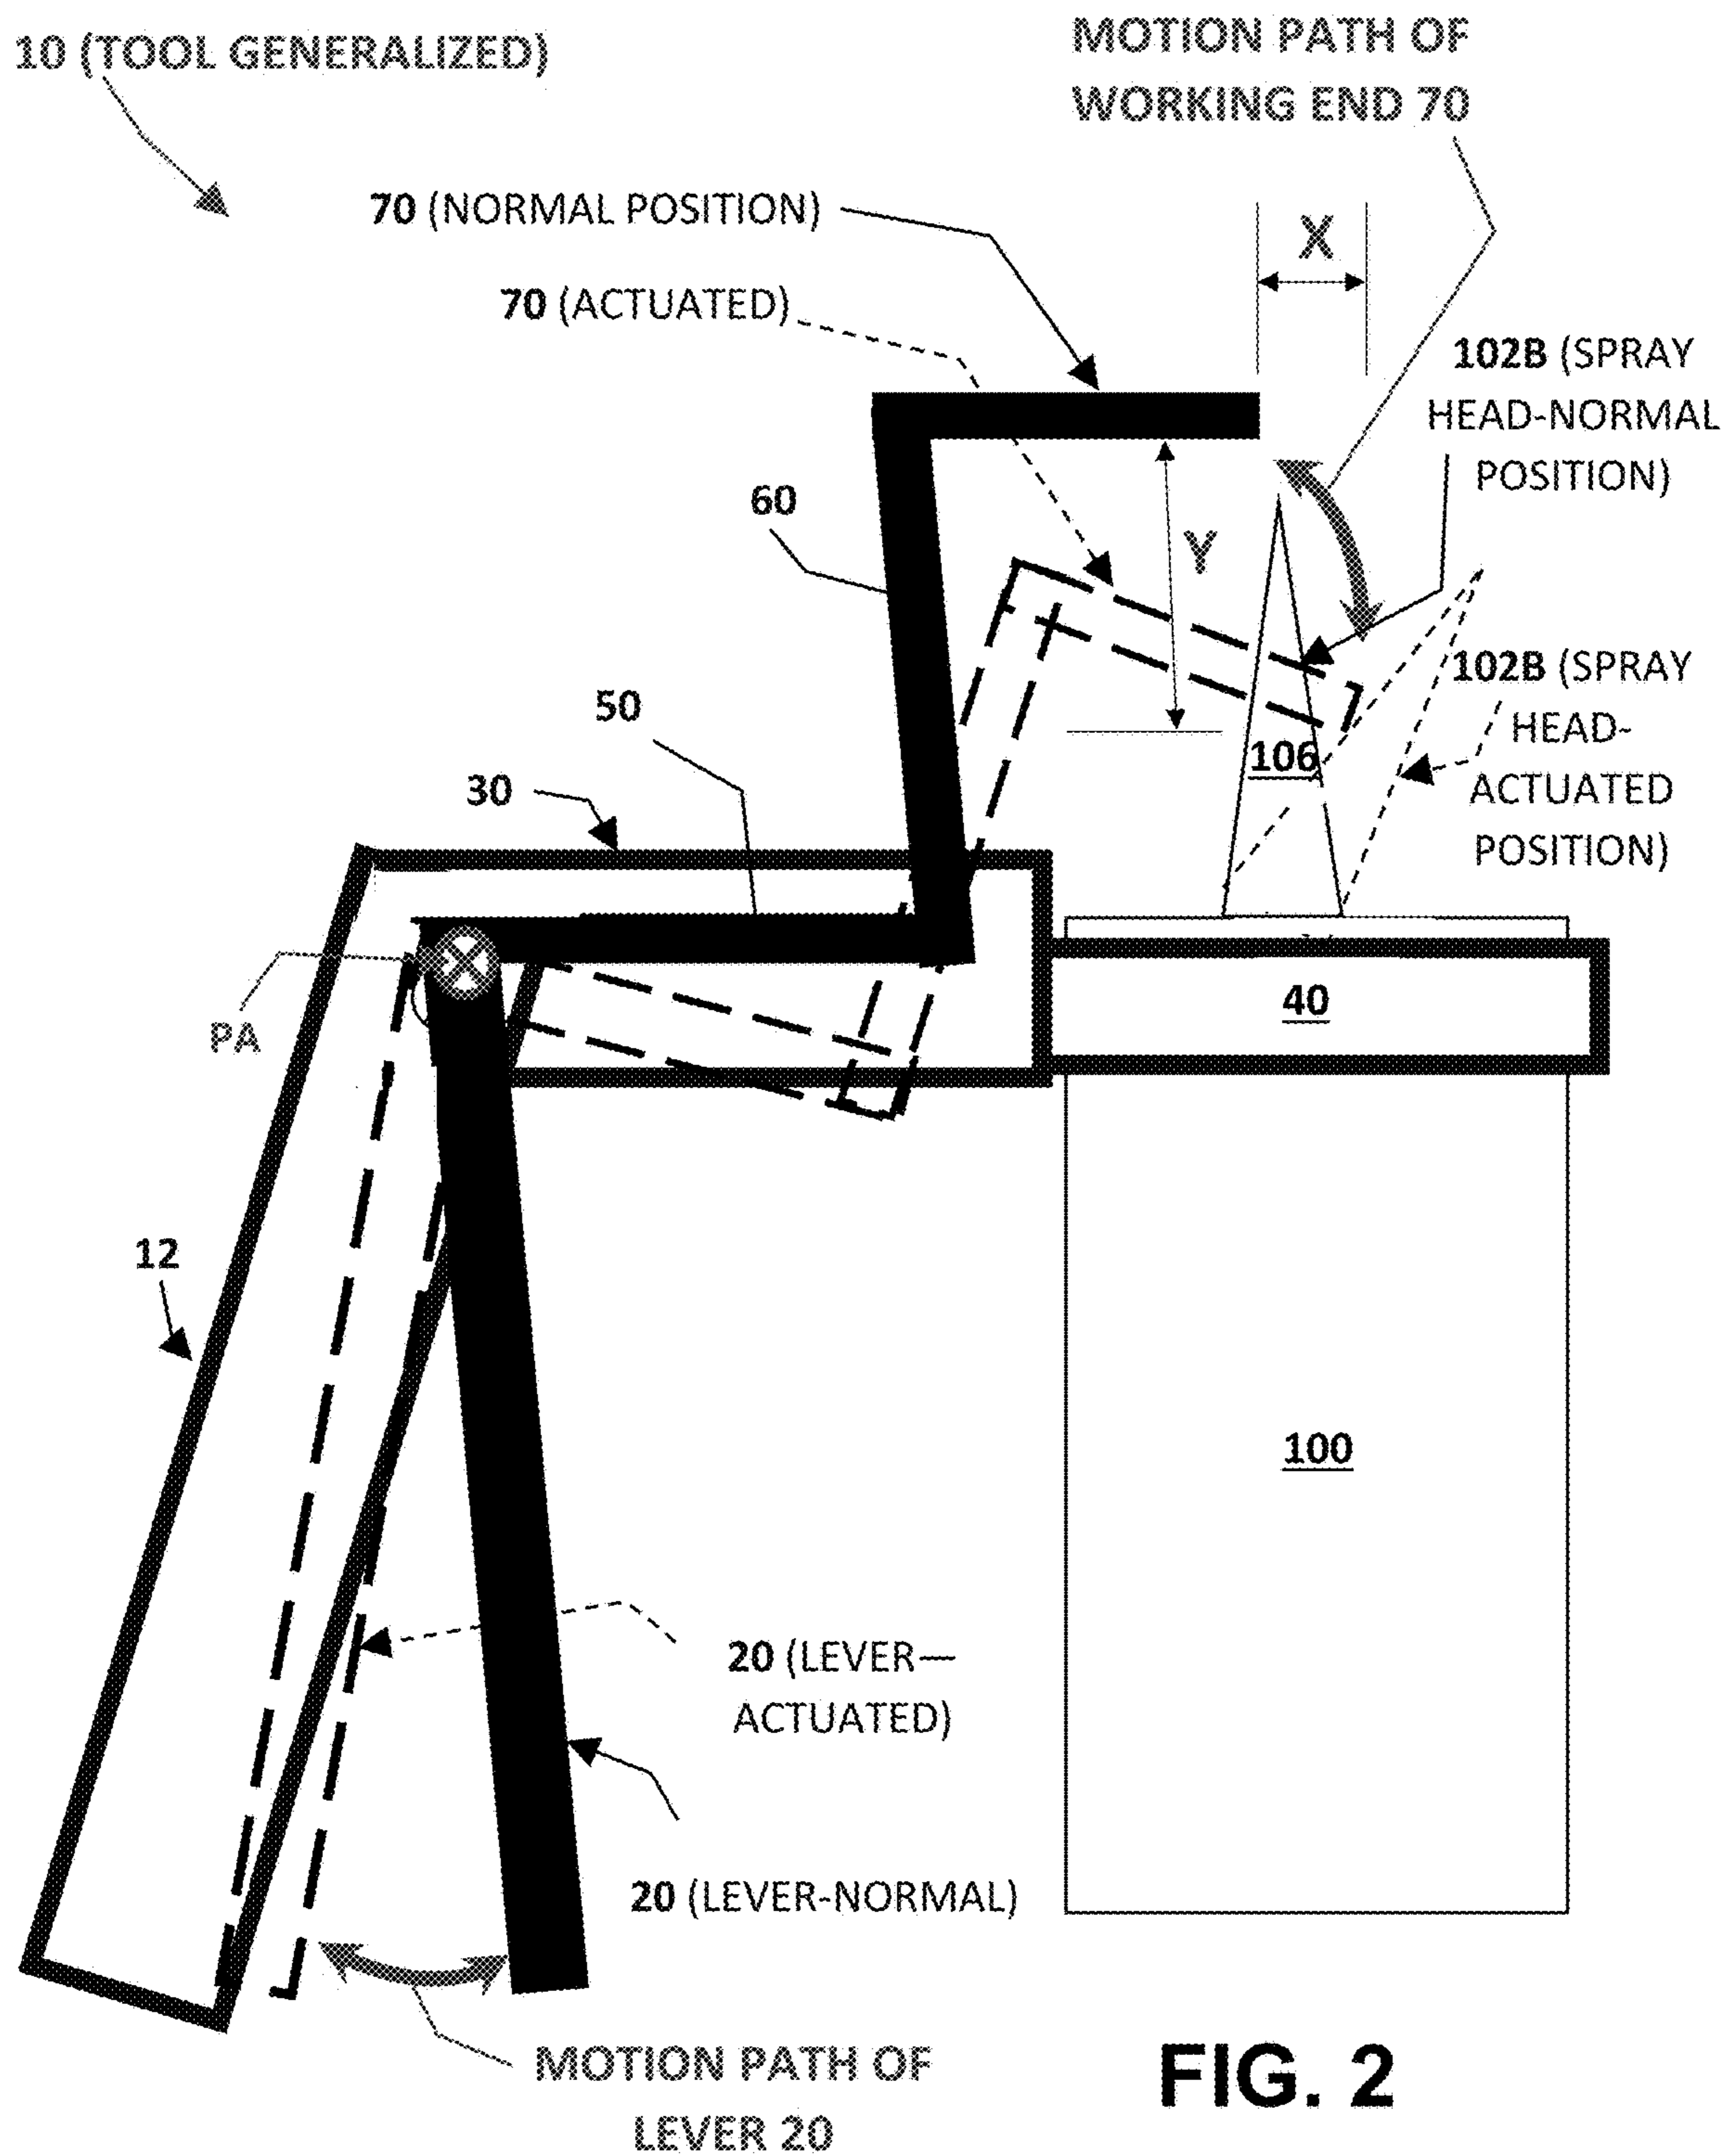 10 (TOOL GENERALIZED)
MOTION PATH OF
WORKING END 70
70 (NORMAL POSITION)
X
70 (ACTUATED)
102B (SPRAY
HEAD-NORMAL
POSITION)
60
Y
102B (SPRAY
HEAD-
ACTUATED
POSITION)
50
106
30
40
PA
12
100
20 (LEVER—
ACTUATED)
20 (LEVER-NORMAL)
MOTION PATH OF
LEVER 20
FIG. 2